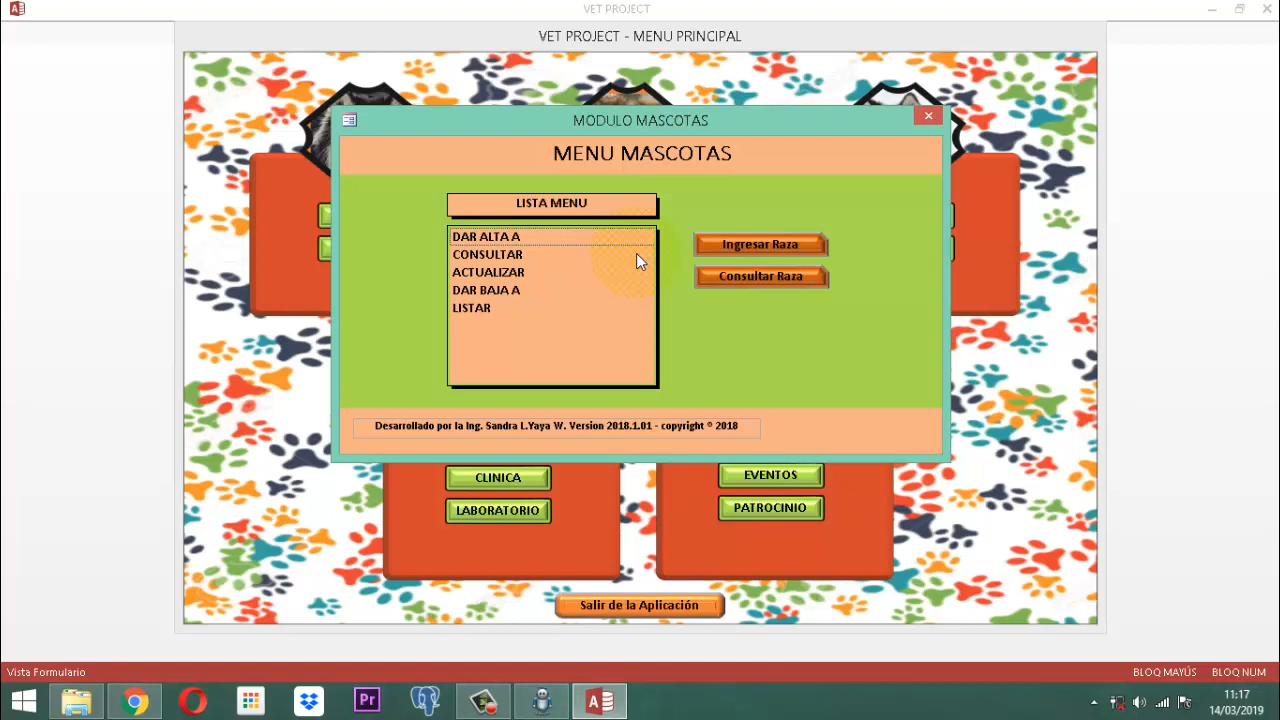 VET PROJECT
VET PROJECT - MENU PRINCIPAL
MODULO MASCOTAS
MENU MASCOTAS
LISTA MENU
DAR ALTA A
CONSULTAR
ACTUALIZAR
DAR BAJA A
LISTAR
Ingresar Raza
Consultar Raza
Desarrollado por la Ing. Sandra L.Yaya W. Version 2018.1.01 - copyright © 2018
CLINICA
LABORATORIO
EVENTOS
PATROCINIO
Salir de la Aplicación
Vista Formulario
BLOQ MAYÚS BLOQ NUM
Pr
11:17
14/03/2019